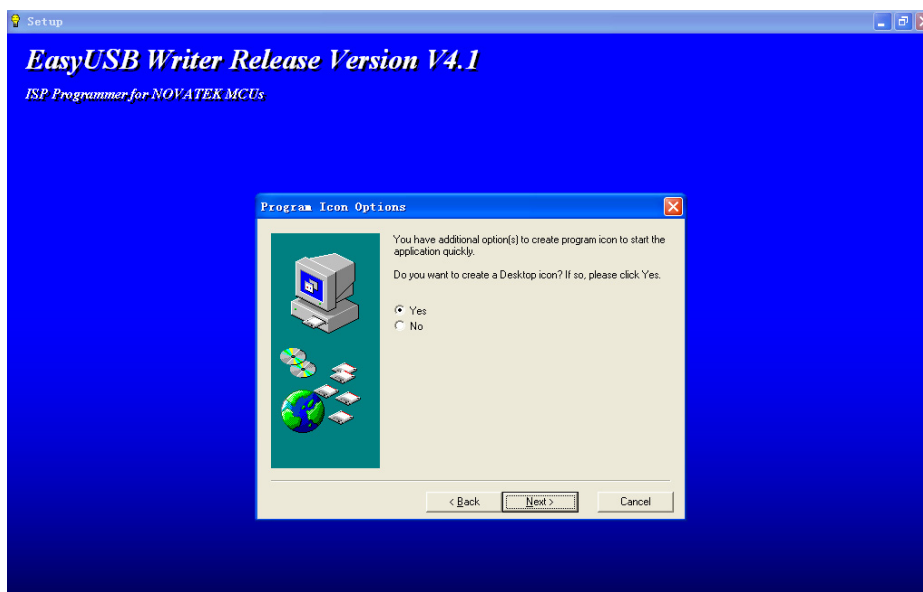 Setup
EasyUSB Writer Release Version V4.1
ISP Programmer for NOVATEK MCUs
Program Icon Options
You have additional option(s) to create program icon to start the
application quickly.
Do you want to create a Desktop icon? If so, please click Yes.
Yes
No
< Back
Next >
Cancel